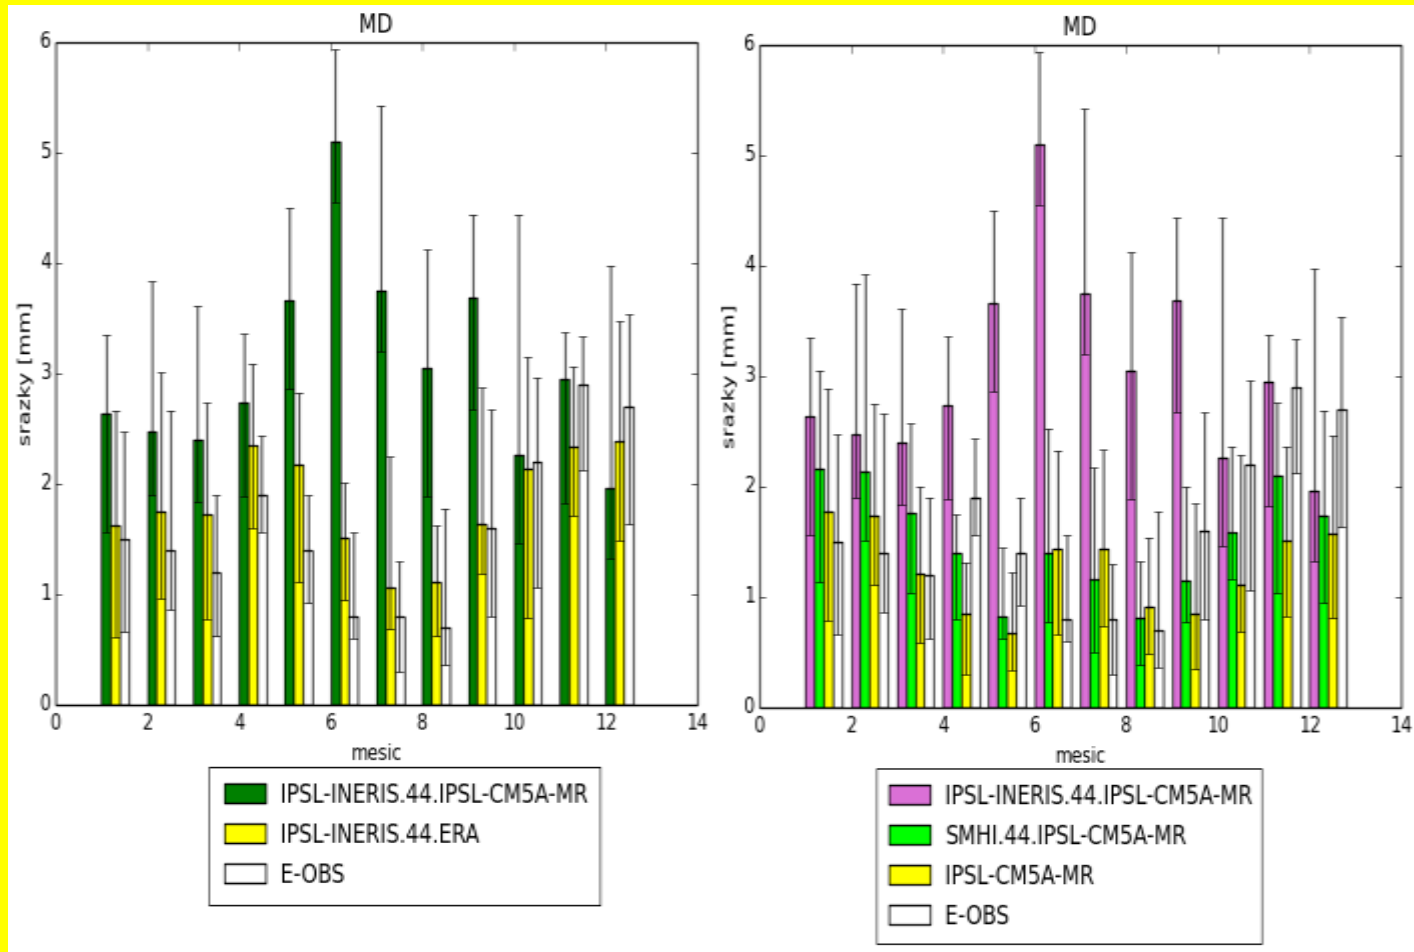 MD
6
5
4
3
2
1
0
srazky [mm]
0 2 4 6 8 10 12 14
mesic
IPSL-INERIS.44.IPSL-CM5A-MR
IPSL-INERIS.44.ERA
E-OBS
MD
6
5
4
3
2
1
0
srazky [mm]
0 2 4 6 8 10 12 14
mesic
IPSL-INERIS.44.IPSL-CM5A-MR
SMHI.44.IPSL-CM5A-MR
IPSL-CM5A-MR
E-OBS